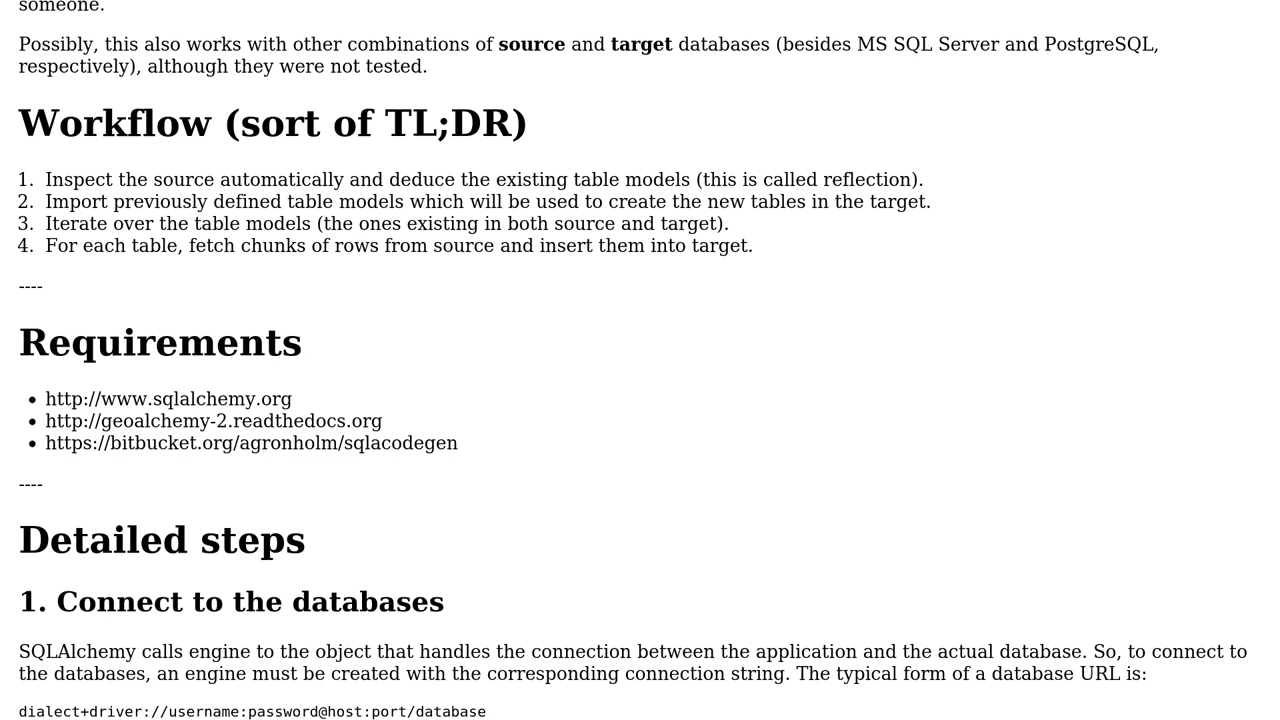 someone.
Possibly, this also works with other combinations of source and target databases (besides MS SQL Server and PostgreSQL,
respectively), although they were not tested.
Workflow (sort of TL;DR)
1. Inspect the source automatically and deduce the existing table models (this is called reflection).
2. Import previously defined table models which will be used to create the new tables in the target.
3. Iterate over the table models (the ones existing in both source and target).
4. For each table, fetch chunks of rows from source and insert them into target.
----
Requirements
• http://www.sqlalchemy.org
• http://geoalchemy-2.readthedocs.org
• https://bitbucket.org/agronholm/sqlacodegen
----
Detailed steps
1. Connect to the databases
SQLAlchemy calls engine to the object that handles the connection between the application and the actual database. So, to connect to
the databases, an engine must be created with the corresponding connection string. The typical form of a database URL is:
dialect+driver://username:password@host:port/database